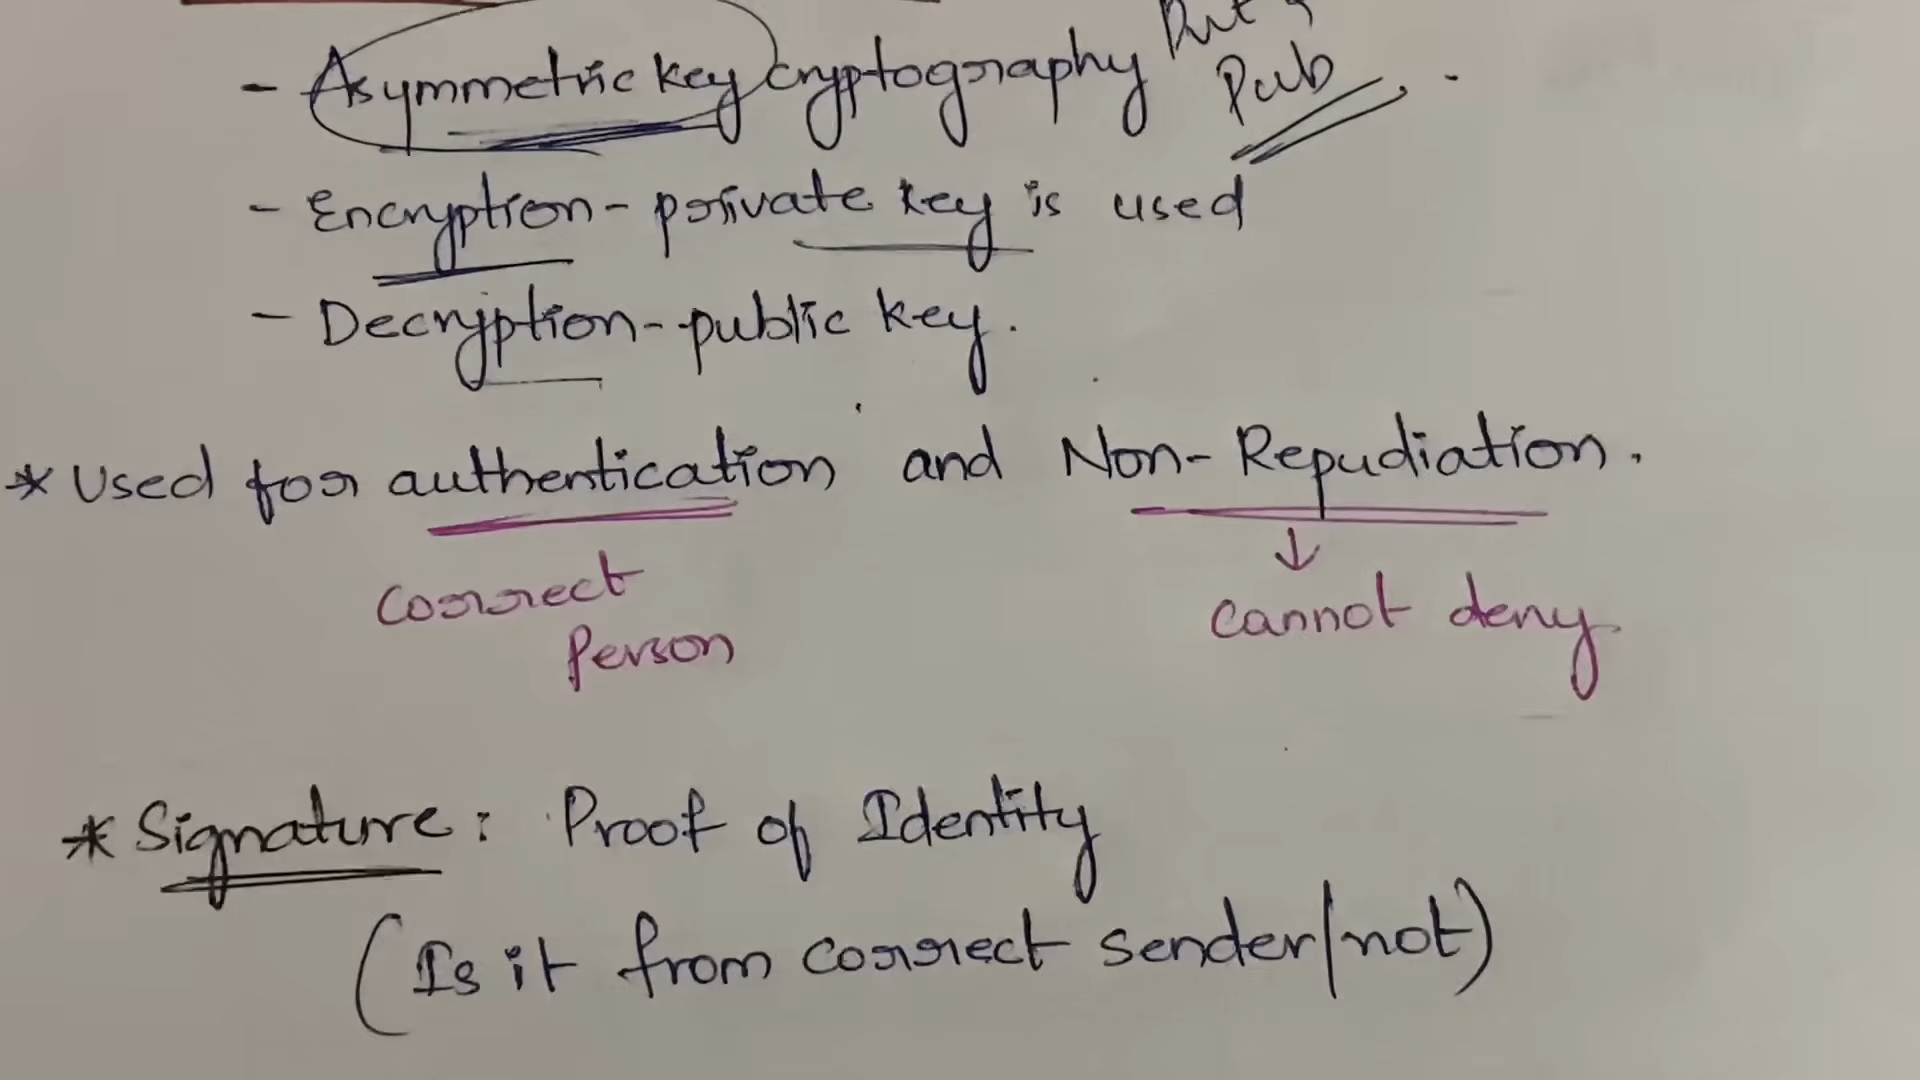 - Asymmetric key cryptography
Pub
- Encryption - private key is used
- Decryption - public key.
* Used for authentication and Non-Repudiation.
↓
correct
Person
cannot deny
* Signature: Proof of Identity
(Is it from correct sender/not)